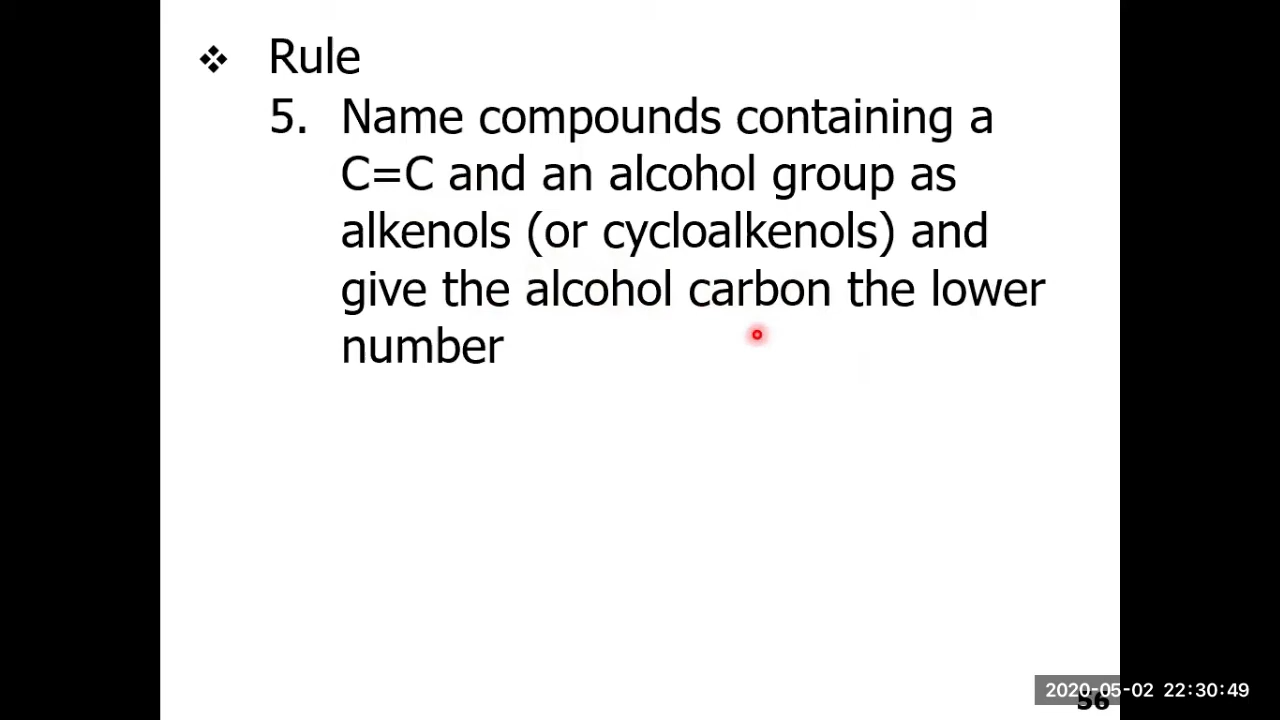 ❖ Rule
5. Name compounds containing a
C=C and an alcohol group as
alkenols (or cycloalkenols) and
give the alcohol carbon the lower
number
2020-05-02 22:30:49
56